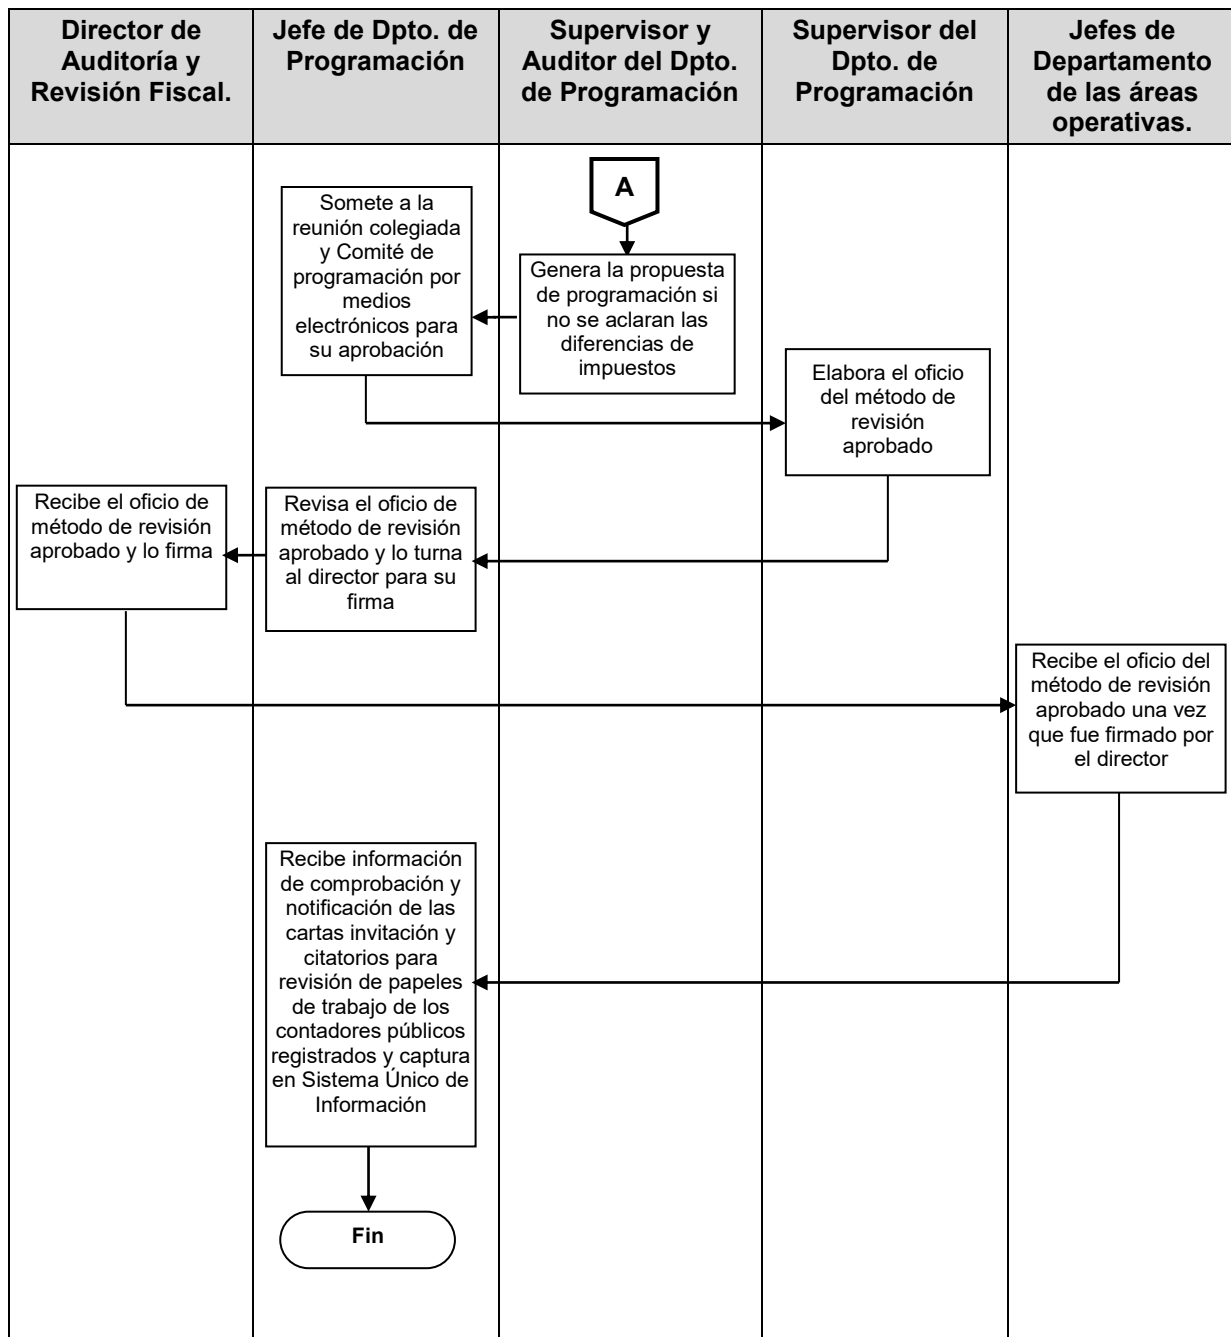 Director de
Auditoría y
Revisión Fiscal.
Jefe de Dpto. de
Programación
Supervisor y
Auditor del Dpto.
de Programación
Supervisor del
Dpto. de
Programación
Jefes de
Departamento
de las áreas
operativas.
A
Somete a la
reunión colegiada
y Comité de
programación por
medios
electrónicos para
su aprobación
Genera la propuesta
de programación si
no se aclaran las
diferencias de
impuestos
Elabora el oficio
del método de
revisión
aprobado
Recibe el oficio de
método de revisión
aprobado y lo firma
Revisa el oficio de
método de revisión
aprobado y lo turna
al director para su
firma
Recibe el oficio del
método de revisión
aprobado una vez
que fue firmado por
el director
Recibe información
de comprobación y
notificación de las
cartas invitación y
citatorios para
revisión de papeles
de trabajo de los
contadores públicos
registrados y captura
en Sistema Único de
Información
Fin